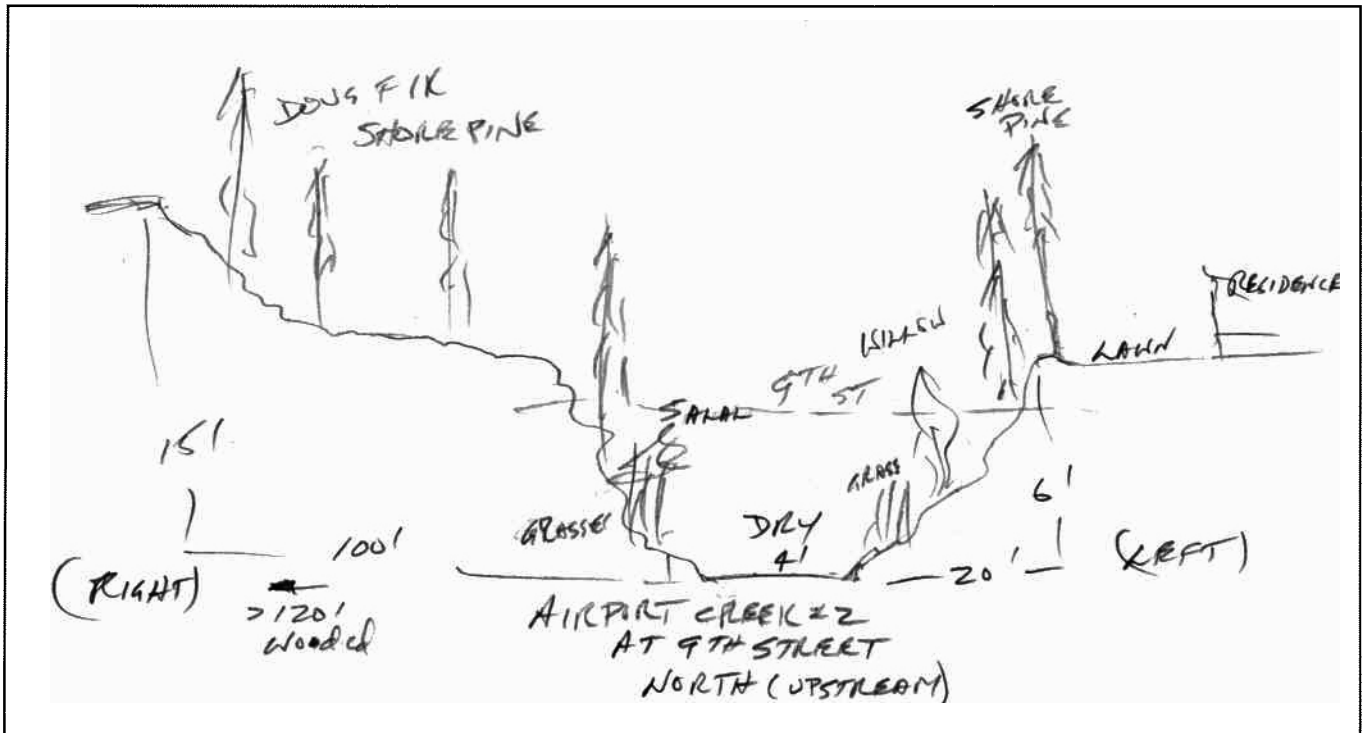 DOUG FIR
SHORE PINE
SHORE
PINE
RESIDENCE
LAWN
WILLOW
9TH
ST
SALAL
GRASS
GRASSES
DRY
4'
15'
100'
6'
20'
(RIGHT)
(LEFT)
>120'
Wooded
AIRPORT CREEK #2
AT 9TH STREET
NORTH (UPSTREAM)